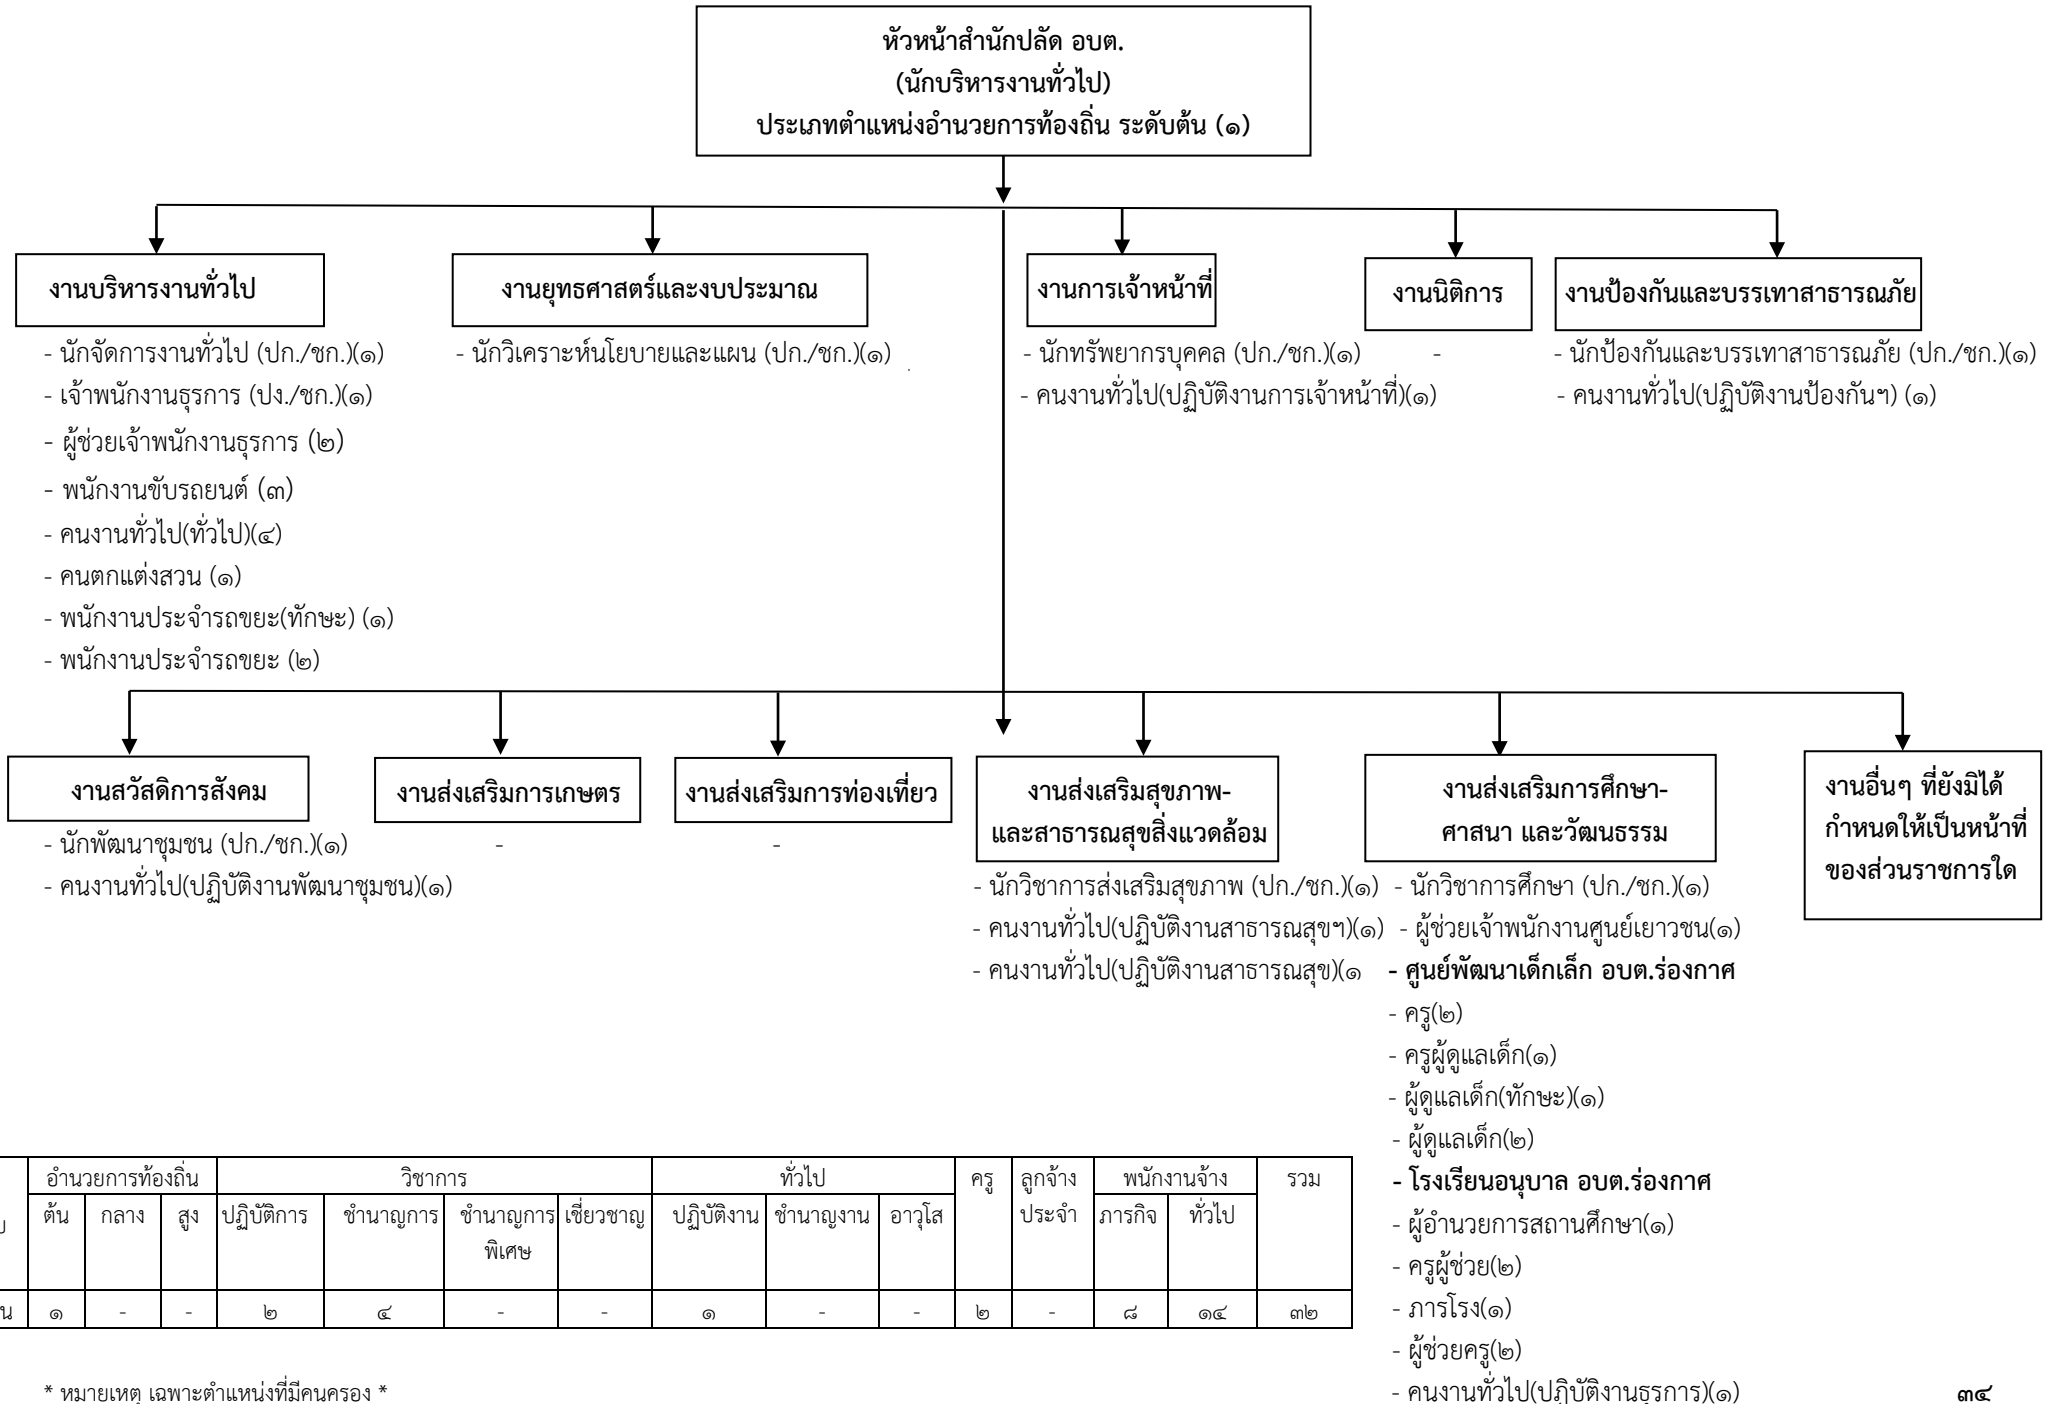 หัวหน้าสำนักปลัด อบต.
(นักบริหารงานทั่วไป)
ประเภทตำแหน่งอำนวยการท้องถิ่น ระดับต้น (๑)
งานบริหารงานทั่วไป
- นักจัดการงานทั่วไป (ปก./ชก.)(๑)
- เจ้าพนักงานธุรการ (ปง./ชก.)(๑)
- ผู้ช่วยเจ้าพนักงานธุรการ (๒)
- พนักงานขับรถยนต์ (๓)
- คนงานทั่วไป(ทั่วไป)(๔)
- คนตกแต่งสวน (๑)
- พนักงานประจำรถขยะ(ทักษะ) (๑)
- พนักงานประจำรถขยะ (๒)
งานยุทธศาสตร์และงบประมาณ
- นักวิเคราะห์นโยบายและแผน (ปก./ชก.)(๑)
งานการเจ้าหน้าที่
- นักทรัพยากรบุคคล (ปก./ชก.)(๑)
- คนงานทั่วไป(ปฏิบัติงานการเจ้าหน้าที่)(๑)
งานนิติการ
-
งานป้องกันและบรรเทาสาธารณภัย
- นักป้องกันและบรรเทาสาธารณภัย (ปก./ชก.)(๑)
- คนงานทั่วไป(ปฏิบัติงานป้องกันฯ) (๑)
งานสวัสดิการสังคม
- นักพัฒนาชุมชน (ปก./ชก.)(๑)
- คนงานทั่วไป(ปฏิบัติงานพัฒนาชุมชน)(๑)
งานส่งเสริมการเกษตร
-
งานส่งเสริมการท่องเที่ยว
-
งานส่งเสริมสุขภาพ-
และสาธารณสุขสิ่งแวดล้อม
- นักวิชาการส่งเสริมสุขภาพ (ปก./ชก.)(๑)
- คนงานทั่วไป(ปฏิบัติงานสาธารณสุขฯ)(๑)
- คนงานทั่วไป(ปฏิบัติงานสาธารณสุข)(๑
งานส่งเสริมการศึกษา-
ศาสนา และวัฒนธรรม
- นักวิชาการศึกษา (ปก./ชก.)(๑)
- ผู้ช่วยเจ้าพนักงานศูนย์เยาวชน(๑)
- ศูนย์พัฒนาเด็กเล็ก อบต.ร่องกาศ
- ครู(๒)
- ครูผู้ดูแลเด็ก(๑)
- ผู้ดูแลเด็ก(ทักษะ)(๑)
- ผู้ดูแลเด็ก(๒)
- โรงเรียนอนุบาล อบต.ร่องกาศ
- ผู้อำนวยการสถานศึกษา(๑)
- ครูผู้ช่วย(๒)
- ภารโรง(๑)
- ผู้ช่วยครู(๒)
- คนงานทั่วไป(ปฏิบัติงานธุรการ)(๑)
งานอื่นๆ ที่ยังมิได้
กำหนดให้เป็นหน้าที่
ของส่วนราชการใด
อำนวยการท้องถิ่น วิชาการ ทั่วไป ครู ลูกจ้าง พนักงานจ้าง รวม
ต้น กลาง สูง ปฏิบัติการ ชำนาญการ ชำนาญการ เชี่ยวชาญ ปฏิบัติงาน ชำนาญงาน อาวุโส ประจำ ภารกิจ ทั่วไป
พิเศษ
น ๑ - - ๒ ๔ - - ๑ - - ๒ - ๘ ๑๔ ๓๒
* หมายเหตุ เฉพาะตำแหน่งที่มีคนครอง *
๓๔